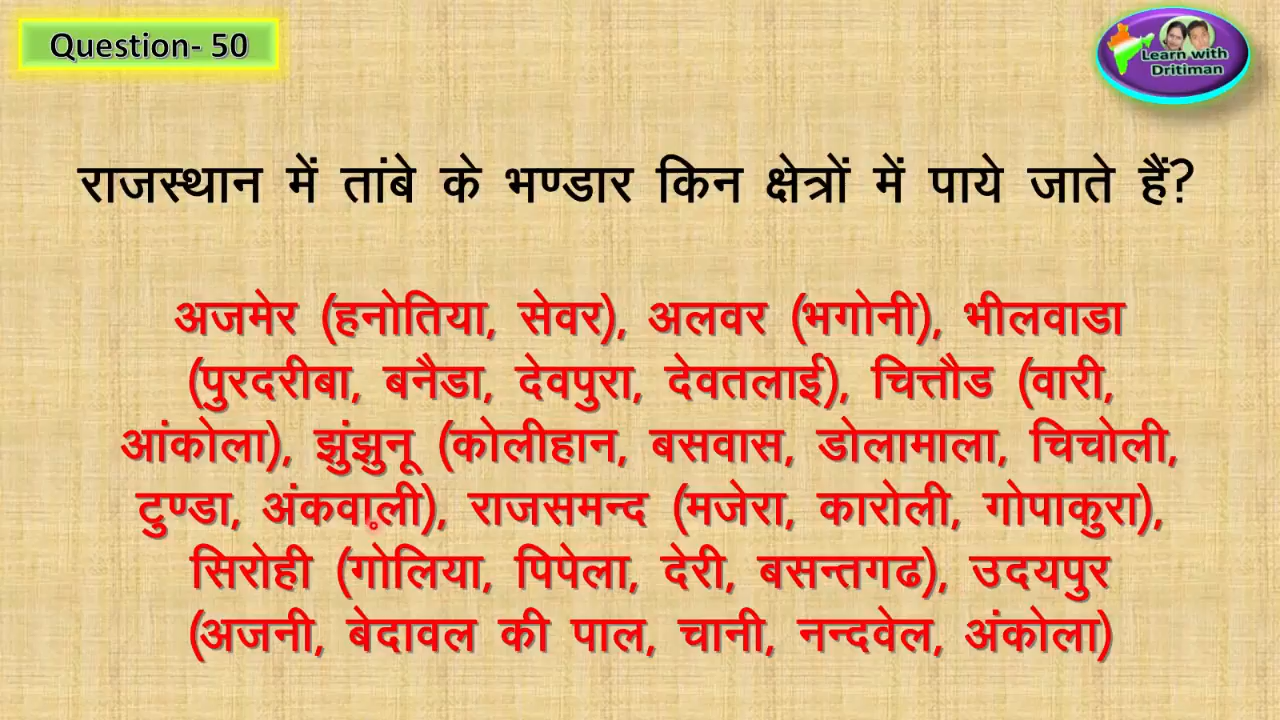 Question- 50
Learn with
Dritiman
राजस्थान में तांबे के भण्डार किन क्षेत्रों में पाये जाते हैं?
अजमेर (हनोतिया, सेवर), अलवर (भगोनी), भीलवाडा
(पुरदरीबा, बनैडा, देवपुरा, देवतलाई), चित्तौड (वारी,
आंकोला), झुंझुनू (कोलीहान, बसवास, डोलामाला, चिचोली,
टुण्डा, अंकवाली), राजसमन्द (मजेरा, कारोली, गोपाकुरा),
सिरोही (गोलिया, पिपेला, देरी, बसन्तगढ), उदयपुर
(अजनी, बेदावल की पाल, चानी, नन्दवेल, अंकोला)